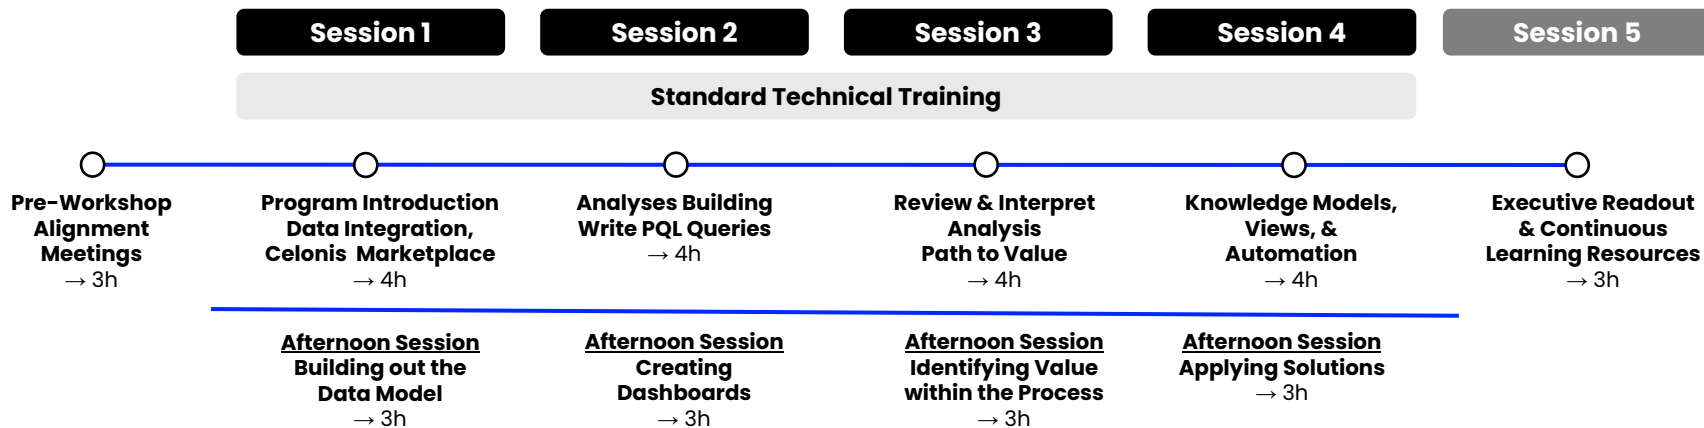 Session 1
Session 2
Session 3
Session 4
Session 5
Standard Technical Training
Pre-Workshop
Alignment
Meetings
→ 3h
Program Introduction
Data Integration,
Celonis  Marketplace
→ 4h
Analyses Building
Write PQL Queries
→ 4h
Review & Interpret
Analysis
Path to Value
→ 4h
Knowledge Models,
Views, &
Automation
→ 4h
Executive Readout
& Continuous
Learning Resources
→ 3h
Afternoon Session
Building out the
Data Model
→ 3h
Afternoon Session
Creating
Dashboards
→ 3h
Afternoon Session
Identifying Value
within the Process
→ 3h
Afternoon Session
Applying Solutions
→ 3h